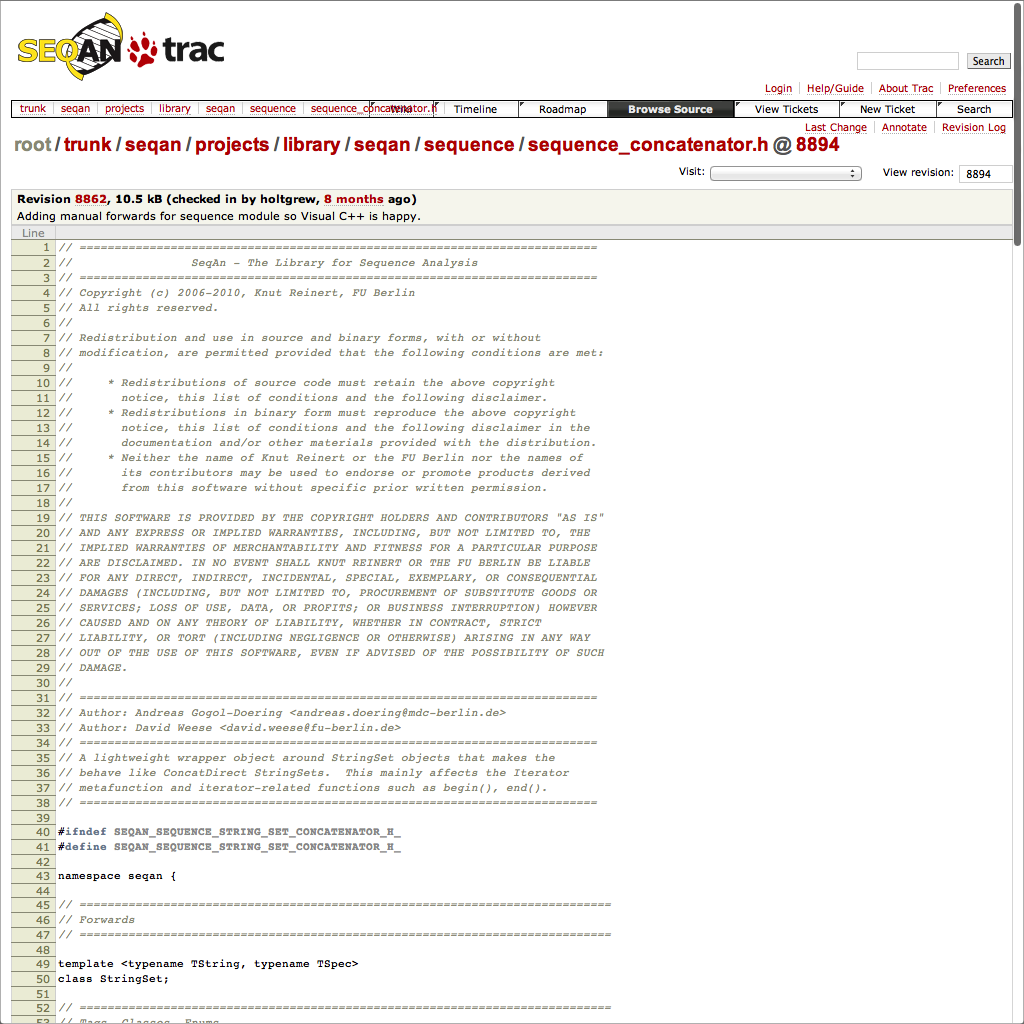 SEQAN trac
Search
Login Help/Guide About Trac Preferences
trunk seqan projects library seqan sequence sequence_concatenator.h Wiki Timeline Roadmap Browse Source View Tickets New Ticket Search
Last Change Annotate Revision Log
root/trunk/seqan/projects/library/seqan/sequence/sequence_concatenator.h @ 8894
Visit: View revision: 8894
Revision 8862, 10.5 kB (checked in by holtgrew, 8 months ago)
Adding manual forwards for sequence module so Visual C++ is happy.
Line
1 // ==========================================================================
2 //                 SeqAn - The Library for Sequence Analysis
3 // ==========================================================================
4 // Copyright (c) 2006-2010, Knut Reinert, FU Berlin
5 // All rights reserved.
6 //
7 // Redistribution and use in source and binary forms, with or without
8 // modification, are permitted provided that the following conditions are met:
9 //
10 //     * Redistributions of source code must retain the above copyright
11 //       notice, this list of conditions and the following disclaimer.
12 //     * Redistributions in binary form must reproduce the above copyright
13 //       notice, this list of conditions and the following disclaimer in the
14 //       documentation and/or other materials provided with the distribution.
15 //     * Neither the name of Knut Reinert or the FU Berlin nor the names of
16 //       its contributors may be used to endorse or promote products derived
17 //       from this software without specific prior written permission.
18 //
19 // THIS SOFTWARE IS PROVIDED BY THE COPYRIGHT HOLDERS AND CONTRIBUTORS "AS IS"
20 // AND ANY EXPRESS OR IMPLIED WARRANTIES, INCLUDING, BUT NOT LIMITED TO, THE
21 // IMPLIED WARRANTIES OF MERCHANTABILITY AND FITNESS FOR A PARTICULAR PURPOSE
22 // ARE DISCLAIMED. IN NO EVENT SHALL KNUT REINERT OR THE FU BERLIN BE LIABLE
23 // FOR ANY DIRECT, INDIRECT, INCIDENTAL, SPECIAL, EXEMPLARY, OR CONSEQUENTIAL
24 // DAMAGES (INCLUDING, BUT NOT LIMITED TO, PROCUREMENT OF SUBSTITUTE GOODS OR
25 // SERVICES; LOSS OF USE, DATA, OR PROFITS; OR BUSINESS INTERRUPTION) HOWEVER
26 // CAUSED AND ON ANY THEORY OF LIABILITY, WHETHER IN CONTRACT, STRICT
27 // LIABILITY, OR TORT (INCLUDING NEGLIGENCE OR OTHERWISE) ARISING IN ANY WAY
28 // OUT OF THE USE OF THIS SOFTWARE, EVEN IF ADVISED OF THE POSSIBILITY OF SUCH
29 // DAMAGE.
30 //
31 // ==========================================================================
32 // Author: Andreas Gogol-Doering <andreas.doering@mdc-berlin.de>
33 // Author: David Weese <david.weese@fu-berlin.de>
34 // ==========================================================================
35 // A lightweight wrapper object around StringSet objects that makes the
36 // behave like ConcatDirect StringSets.  This mainly affects the Iterator
37 // metafunction and iterator-related functions such as begin(), end().
38 // ==========================================================================
39
40 #ifndef SEQAN_SEQUENCE_STRING_SET_CONCATENATOR_H_
41 #define SEQAN_SEQUENCE_STRING_SET_CONCATENATOR_H_
42
43 namespace seqan {
44
45 // ============================================================================
46 // Forwards
47 // ============================================================================
48
49 template <typename TString, typename TSpec>
50 class StringSet;
51
52 // ============================================================================
53 // Tags, Classes, Enums